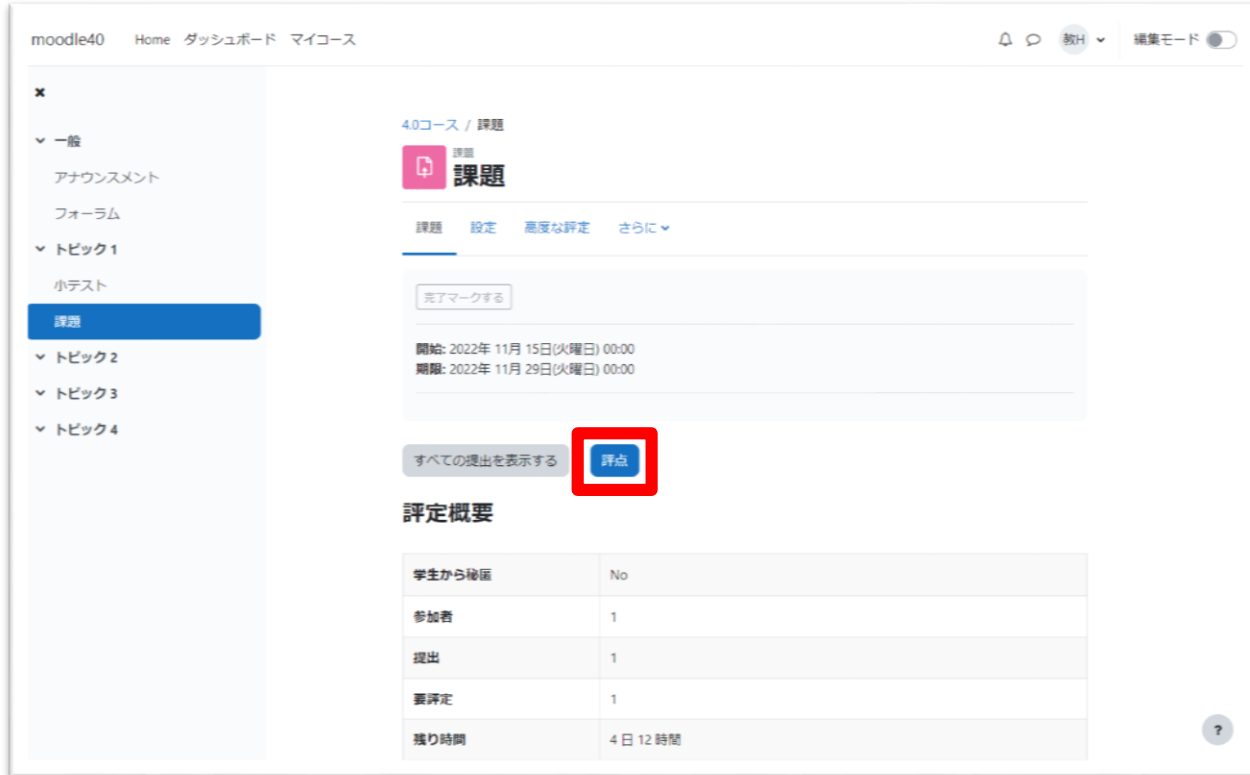 moodle40 Home ダッシュボード マイコース 教H 編集モード
一般
アナウンスメント
フォーラム
トピック 1
小テスト
課題
トピック 2
トピック 3
トピック 4
4.0コース / 課題
課題
課題
課題 設定 高度な評定 さらに
完了マークする
開始: 2022年 11月 15日(火曜日) 00:00
期限: 2022年 11月 29日(火曜日) 00:00
すべての提出を表示する 評点
評定概要
学生から秘匿 No
参加者 1
提出 1
要評定 1
残り時間 4 日 12 時間
?